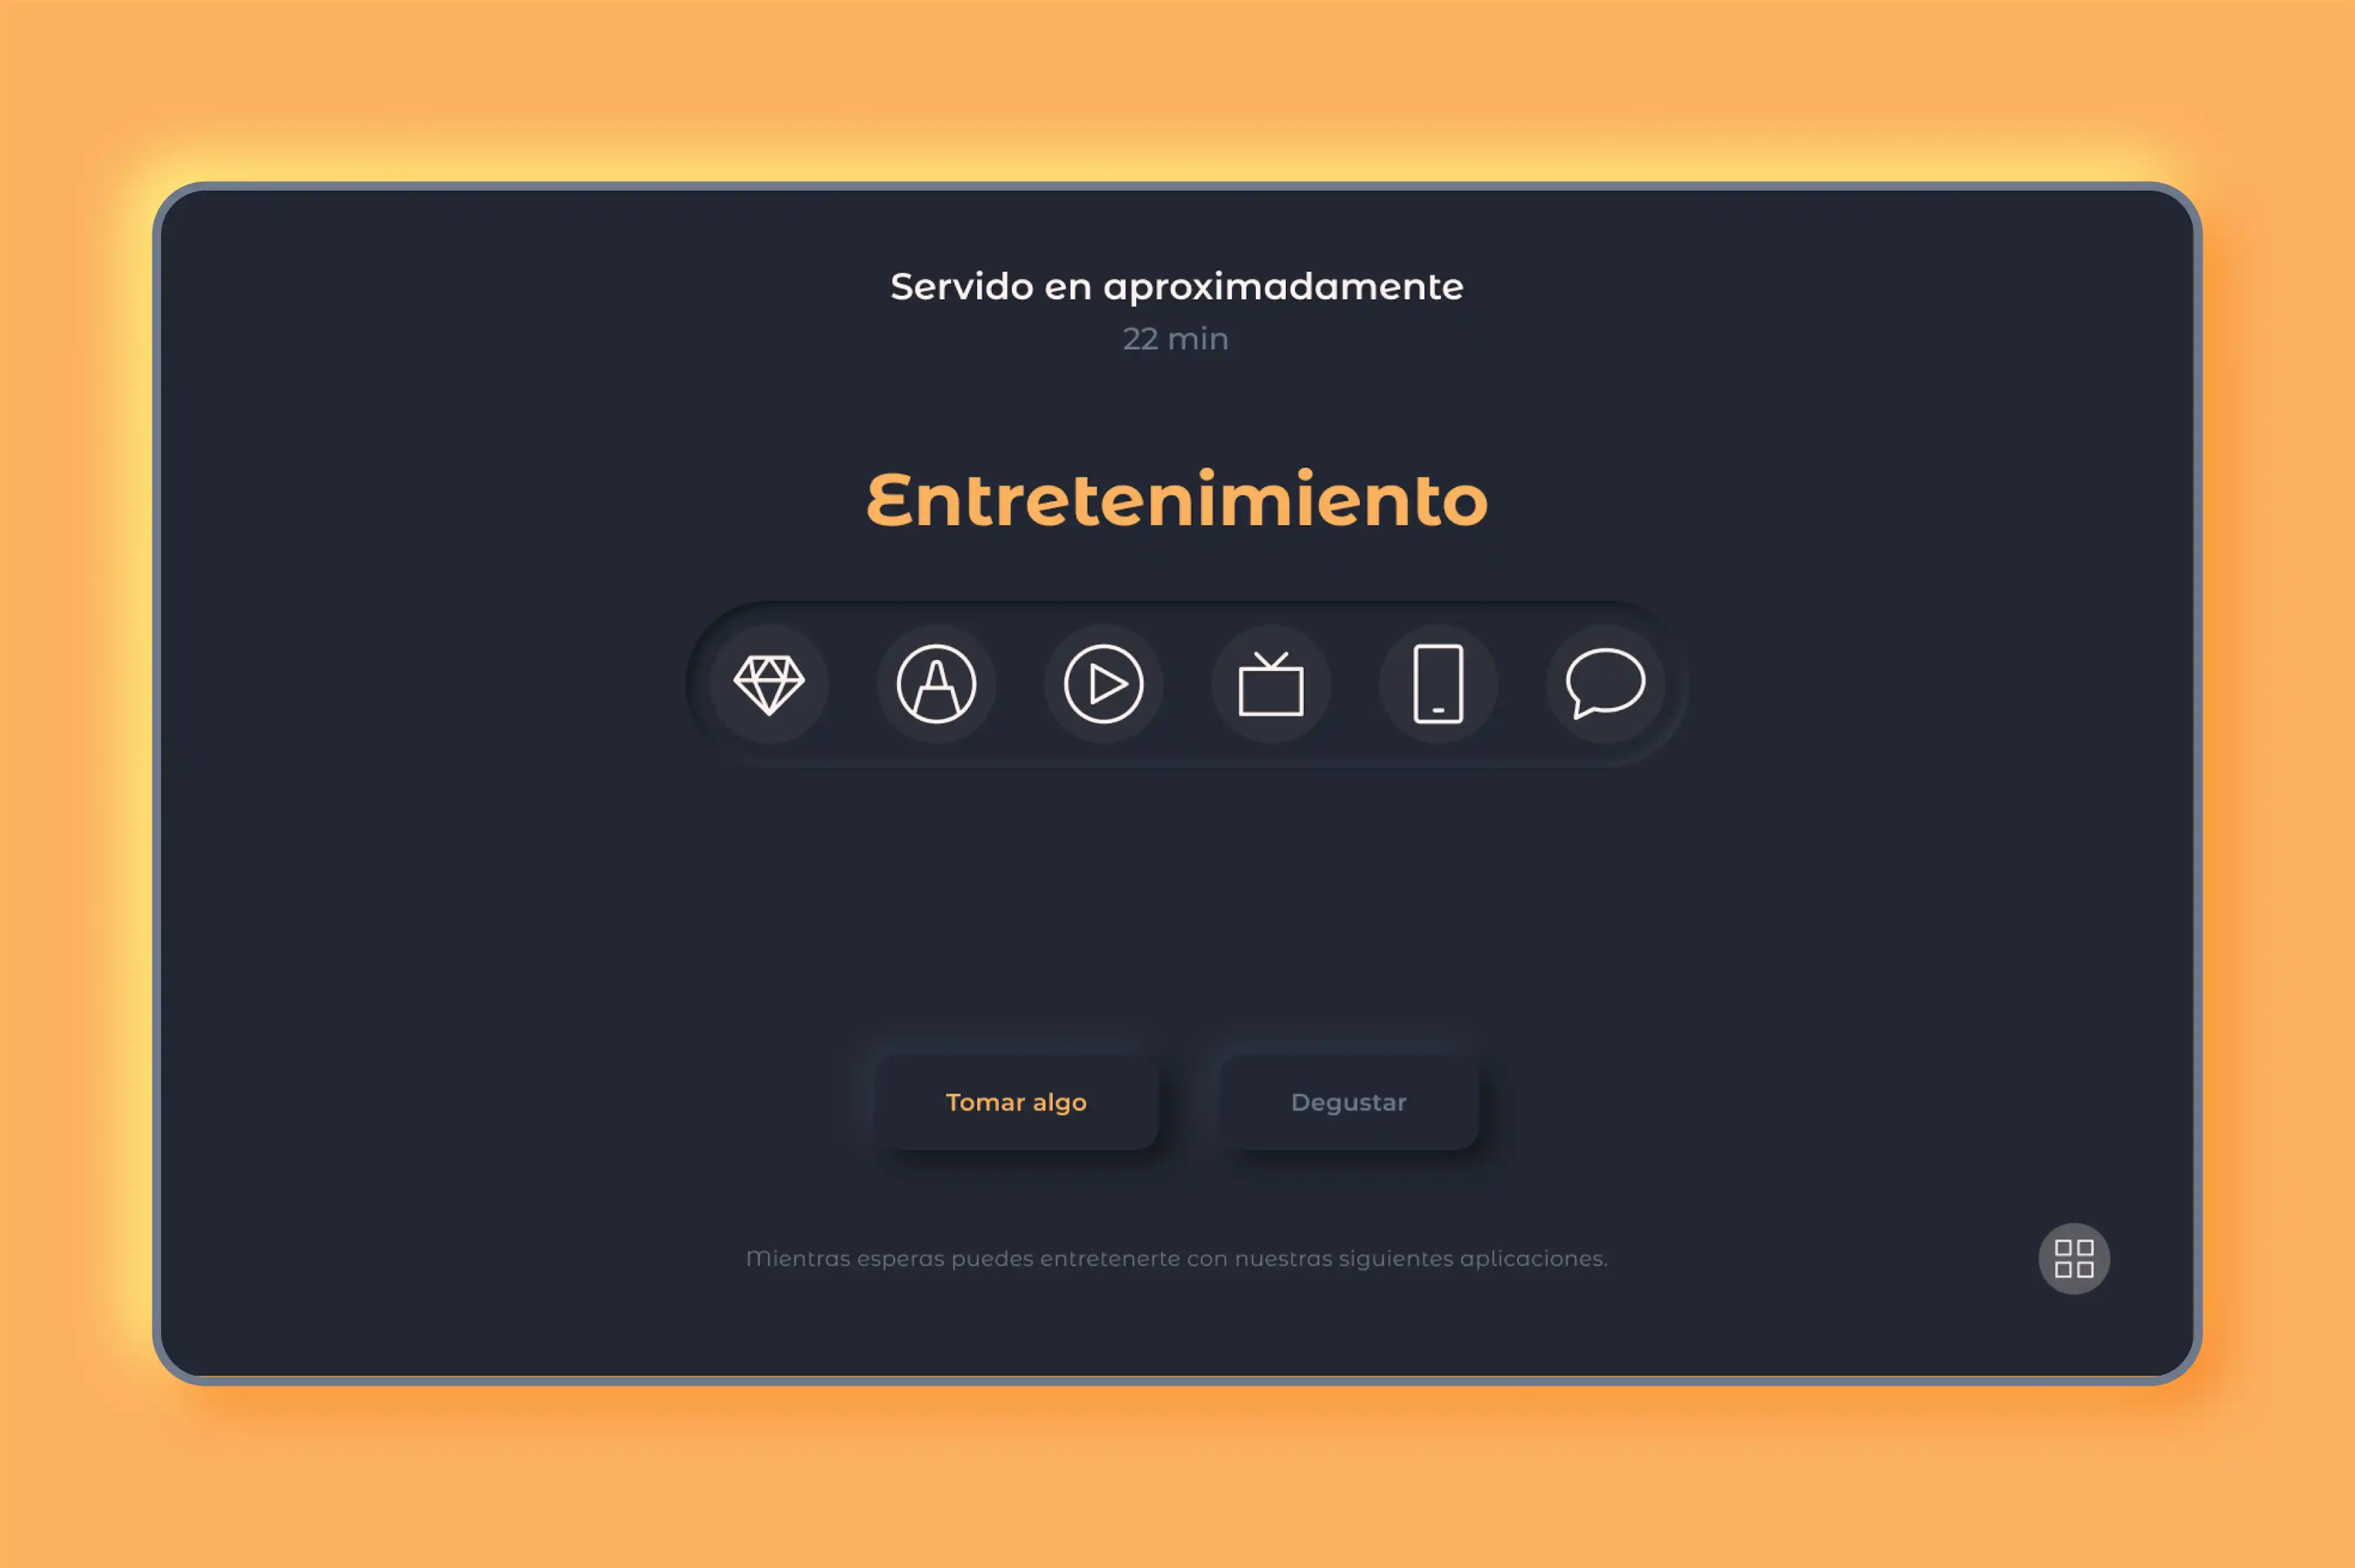 Servido en aproximadamente
22 min
Entretenimiento
Tomar algo
Degustar
Mientras esperas puedes entretenerte con nuestras siguientes aplicaciones.